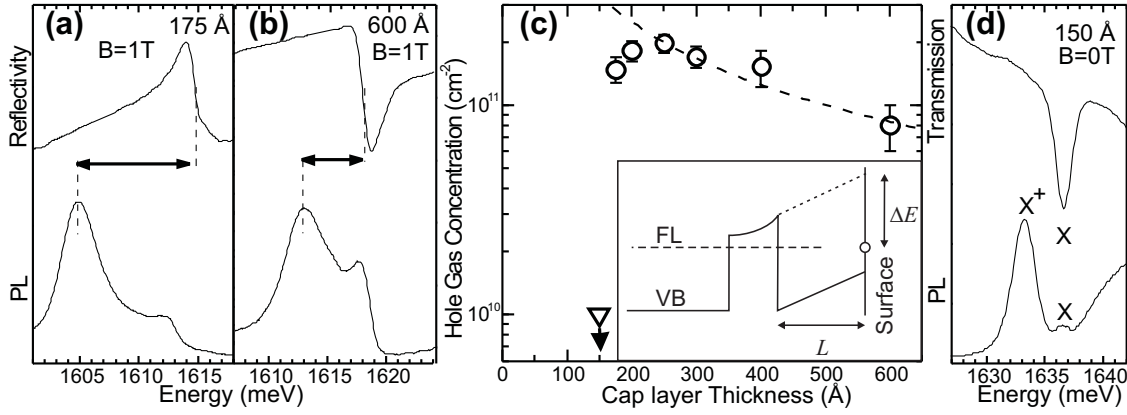 (a)
175 Å
B=1T
Reflectivity
PL
1605
1610
1615
Energy (meV)
(b)
600 Å
B=1T
1610
1615
1620
Energy (meV)
(c)
Hole Gas Concentration (cm⁻²)
10¹¹
10¹⁰
0
100
200
300
400
500
600
Cap layer Thickness (Å)
FL
VB
ΔE
Surface
L
(d)
150 Å
B=0T
Transmission
PL
X⁺
X
X
1630
1635
1640
Energy (meV)